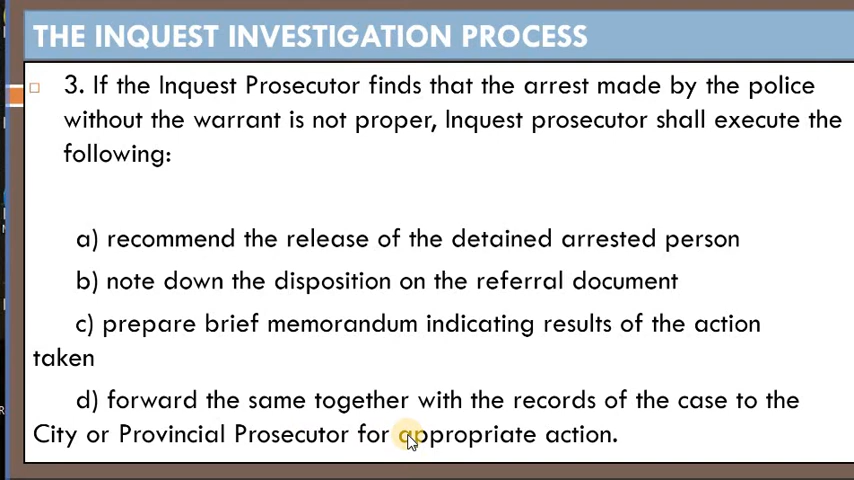 THE INQUEST INVESTIGATION PROCESS
3. If the Inquest Prosecutor finds that the arrest made by the police
without the warrant is not proper, Inquest prosecutor shall execute the
following:
a) recommend the release of the detained arrested person
b) note down the disposition on the referral document
c) prepare brief memorandum indicating results of the action
taken
d) forward the same together with the records of the case to the
City or Provincial Prosecutor for appropriate action.